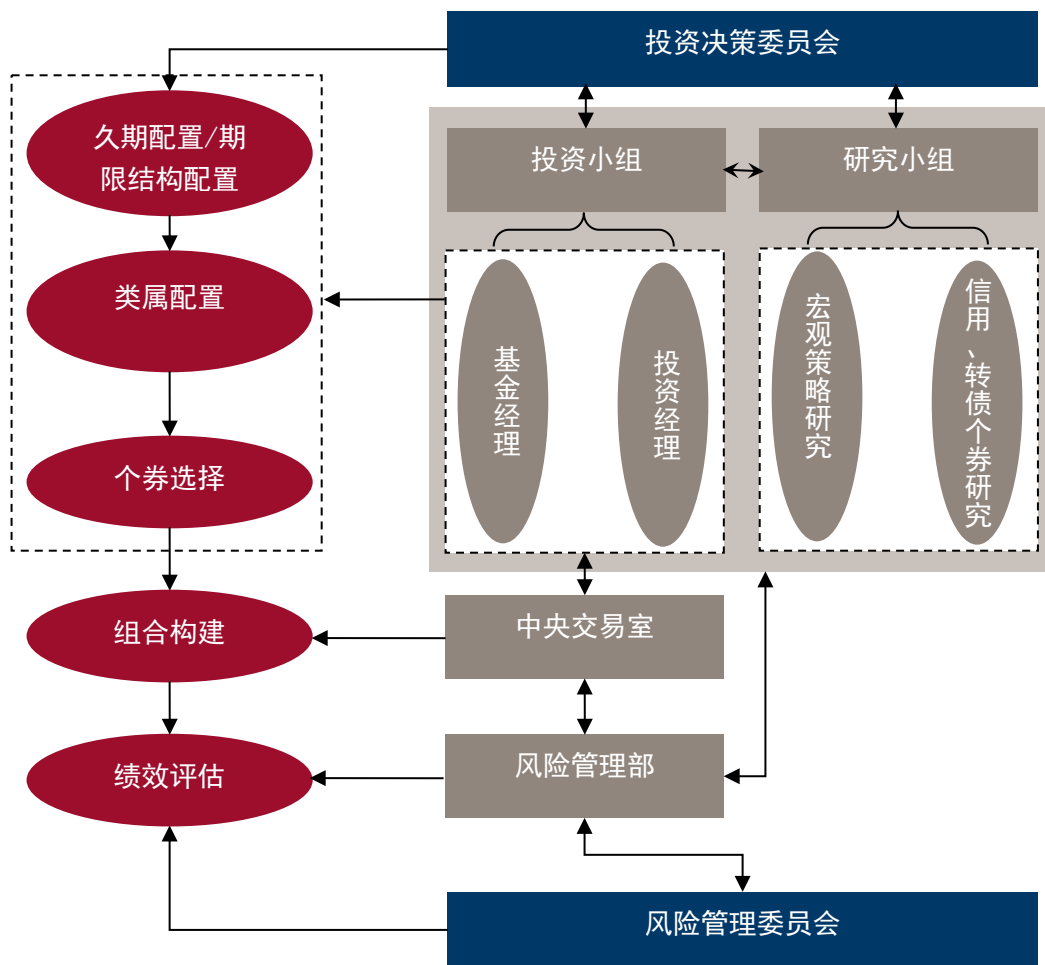 投资决策委员会
久期配置/期
限结构配置
投资小组
研究小组
类属配置
基金经理
投资经理
宏观策略研究
信用、转债个券研究
个券选择
组合构建
中央交易室
绩效评估
风险管理部
风险管理委员会